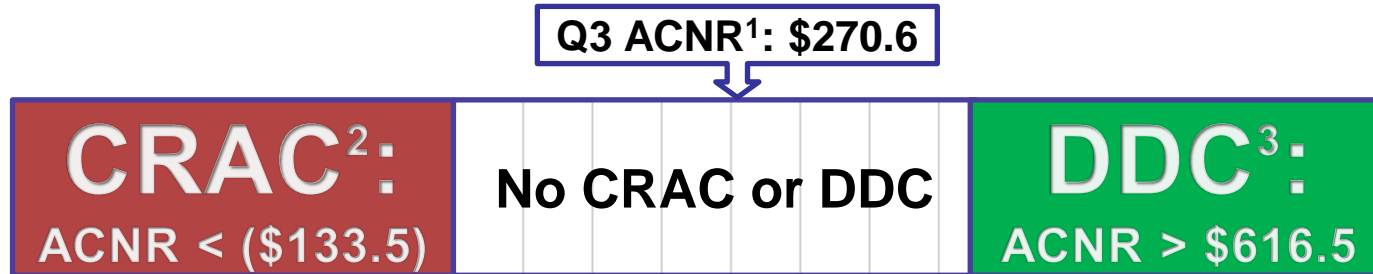 Q3 ACNR¹: $270.6
CRAC²:
ACNR < ($133.5)
No CRAC or DDC
DDC³:
ACNR > $616.5